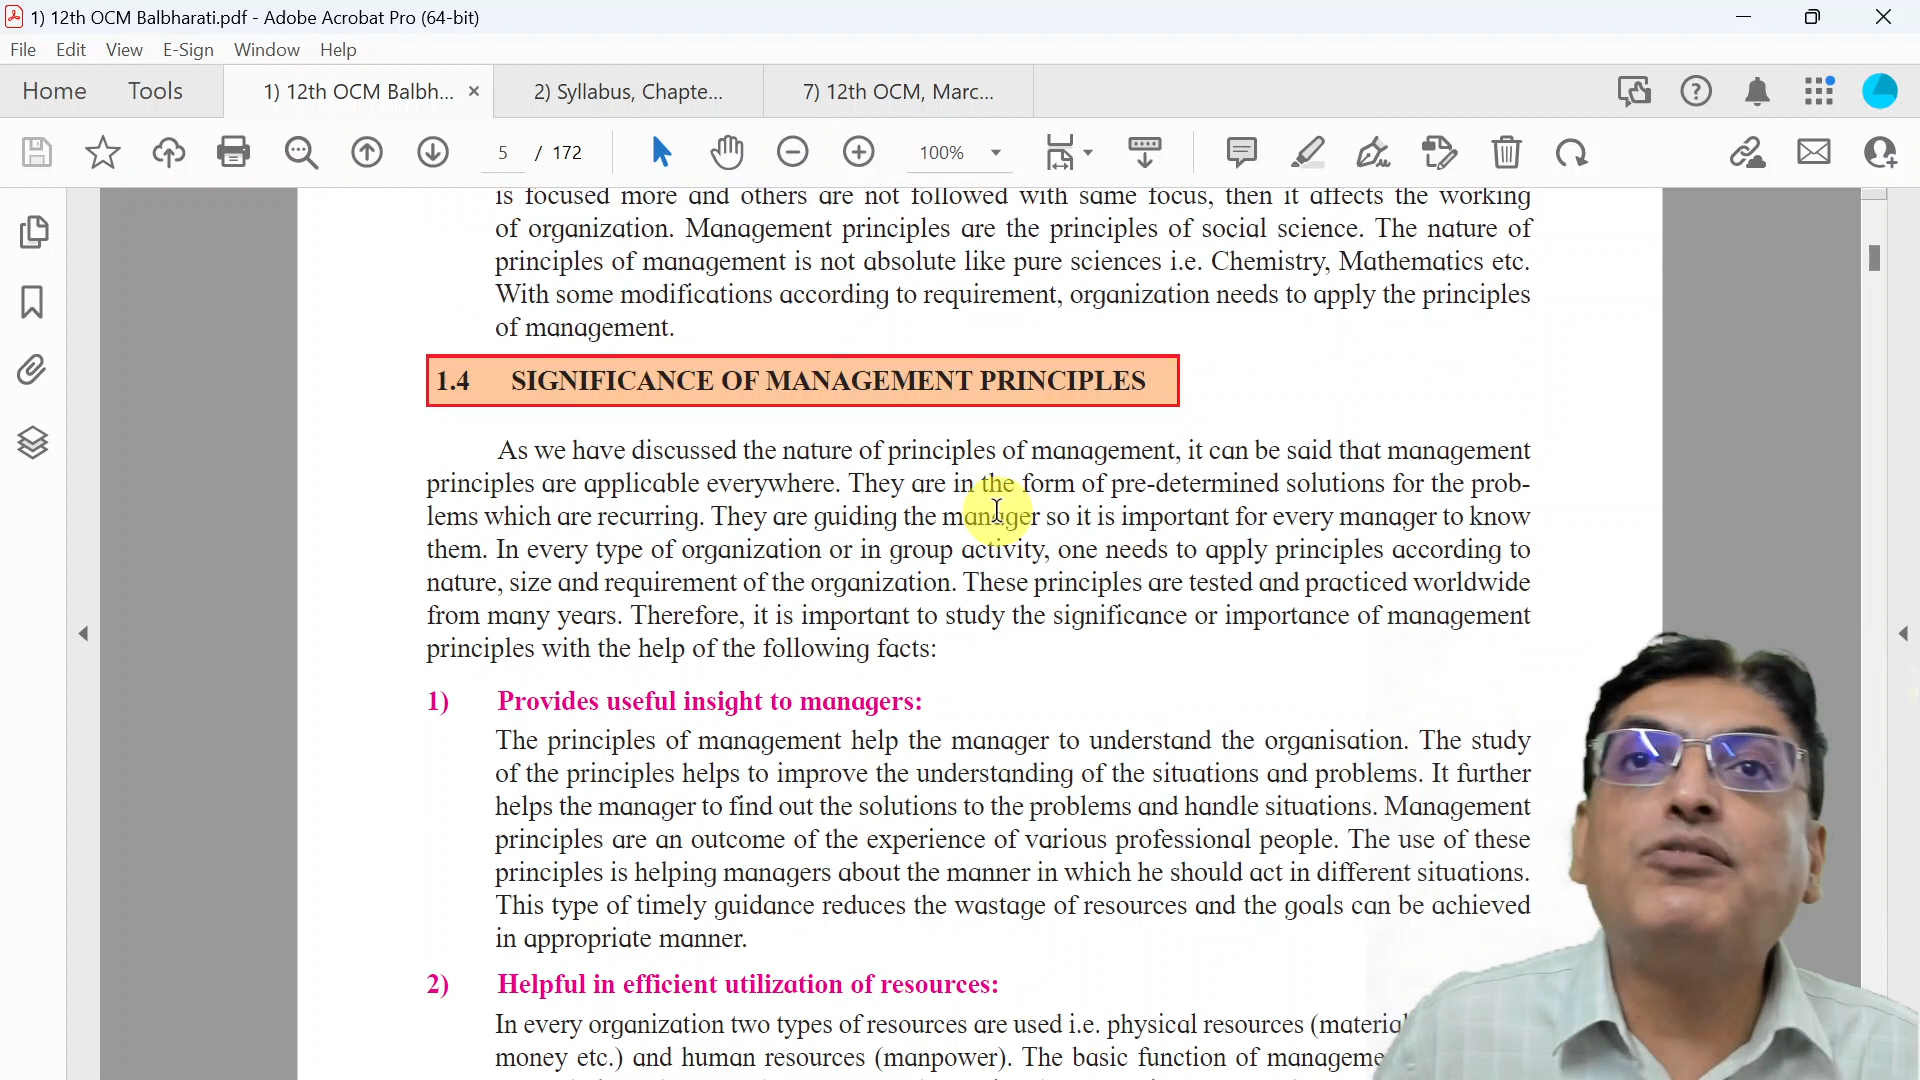 1) 12th OCM Balbharati.pdf - Adobe Acrobat Pro (64-bit)
File Edit View E-Sign Window Help
Home Tools 1) 12th OCM Balbh... 2) Syllabus, Chapte... 7) 12th OCM, Marc...
5 / 172 100%
is focused more and others are not followed with same focus, then it affects the working
of organization. Management principles are the principles of social science. The nature of
principles of management is not absolute like pure sciences i.e. Chemistry, Mathematics etc.
With some modifications according to requirement, organization needs to apply the principles
of management.
1.4 SIGNIFICANCE OF MANAGEMENT PRINCIPLES
As we have discussed the nature of principles of management, it can be said that management
principles are applicable everywhere. They are in the form of pre-determined solutions for the prob-
lems which are recurring. They are guiding the manager so it is important for every manager to know
them. In every type of organization or in group activity, one needs to apply principles according to
nature, size and requirement of the organization. These principles are tested and practiced worldwide
from many years. Therefore, it is important to study the significance or importance of management
principles with the help of the following facts:
1) Provides useful insight to managers:
The principles of management help the manager to understand the organisation. The study
of the principles helps to improve the understanding of the situations and problems. It further
helps the manager to find out the solutions to the problems and handle situations. Management
principles are an outcome of the experience of various professional people. The use of these
principles is helping managers about the manner in which he should act in different situations.
This type of timely guidance reduces the wastage of resources and the goals can be achieved
in appropriate manner.
2) Helpful in efficient utilization of resources:
In every organization two types of resources are used i.e. physical resources (material
money etc.) and human resources (manpower). The basic function of manageme